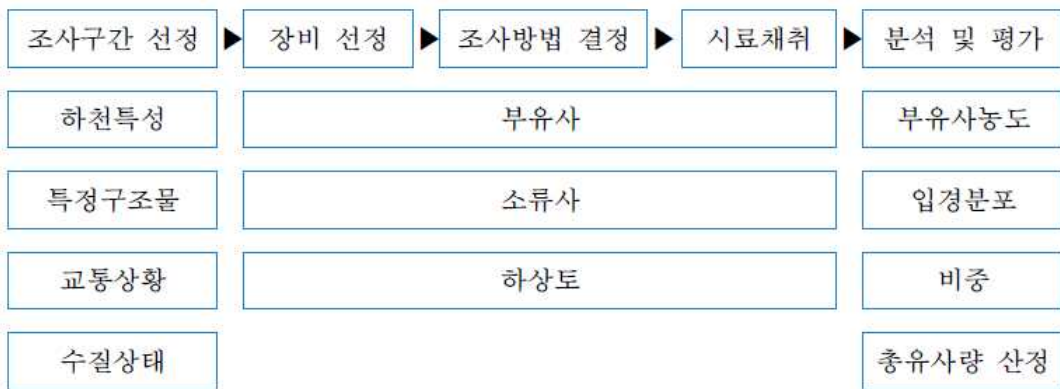 조사구간 선정 ▶ 장비 선정 ▶ 조사방법 결정 ▶ 시료채취 ▶ 분석 및 평가
하천특성 부유사 부유사농도
특정구조물 소류사 입경분포
교통상황 하상토 비중
수질상태 총유사량 산정